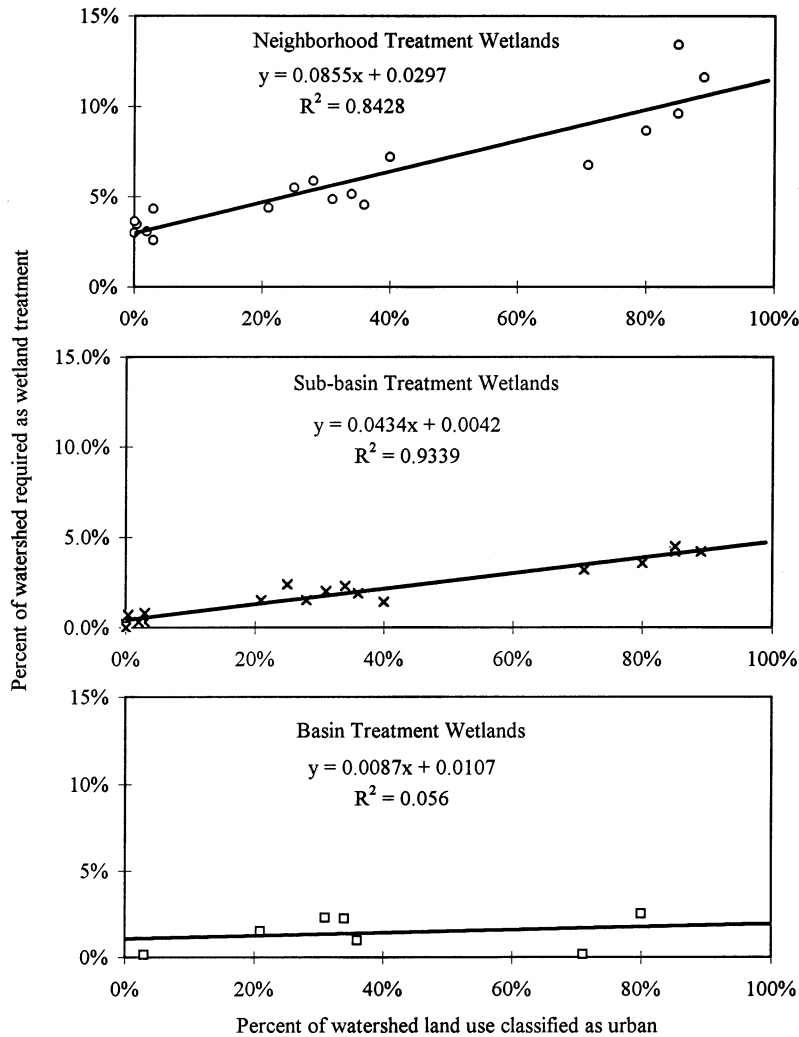 Percent of watershed required as wetland treatment
15%
Neighborhood Treatment Wetlands
y = 0.0855x + 0.0297
R² = 0.8428
10%
5%
0%
0% 20% 40% 60% 80% 100%
15.0%
Sub-basin Treatment Wetlands
y = 0.0434x + 0.0042
R² = 0.9339
10.0%
5.0%
0.0%
0% 20% 40% 60% 80% 100%
15%
Basin Treatment Wetlands
y = 0.0087x + 0.0107
R² = 0.056
10%
5%
0%
0% 20% 40% 60% 80% 100%
Percent of watershed land use classified as urban